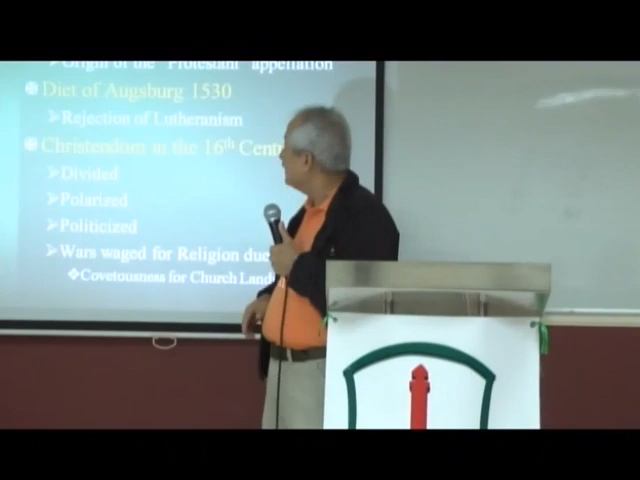 Origin of the "Protestant" appellation
Diet of Augsburg 1530
Rejection of Lutheranism
Christendom in the 16th Cent
Divided
Polarized
Politicized
Wars waged for Religion due
Covetousness for Church Land